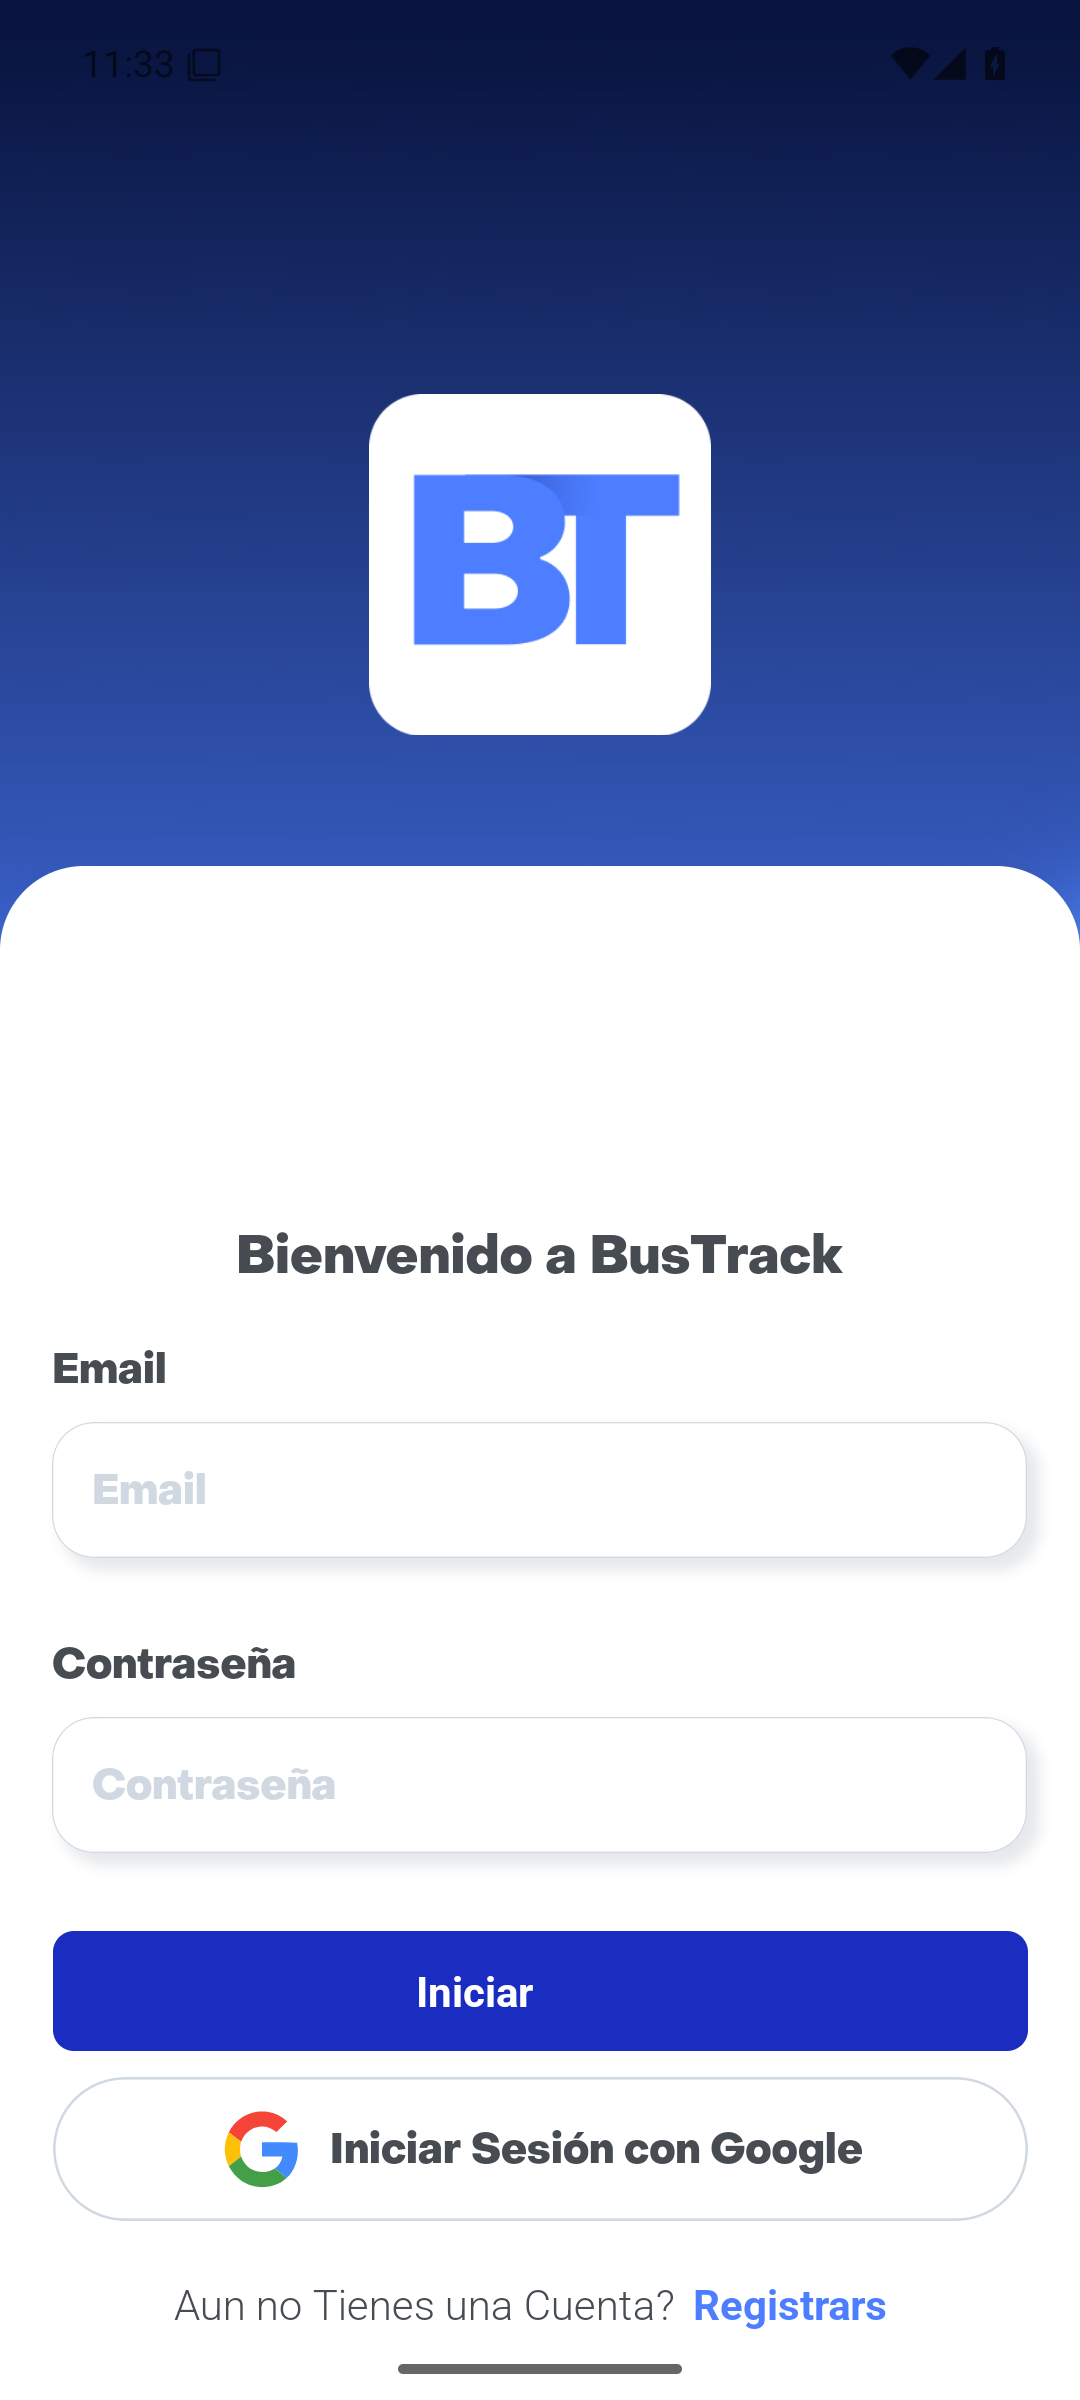 11:33
BT
Bienvenido a BusTrack
Email
Email
Contraseña
Contraseña
Iniciar
Iniciar Sesión con Google
Aun no Tienes una Cuenta? Registrars